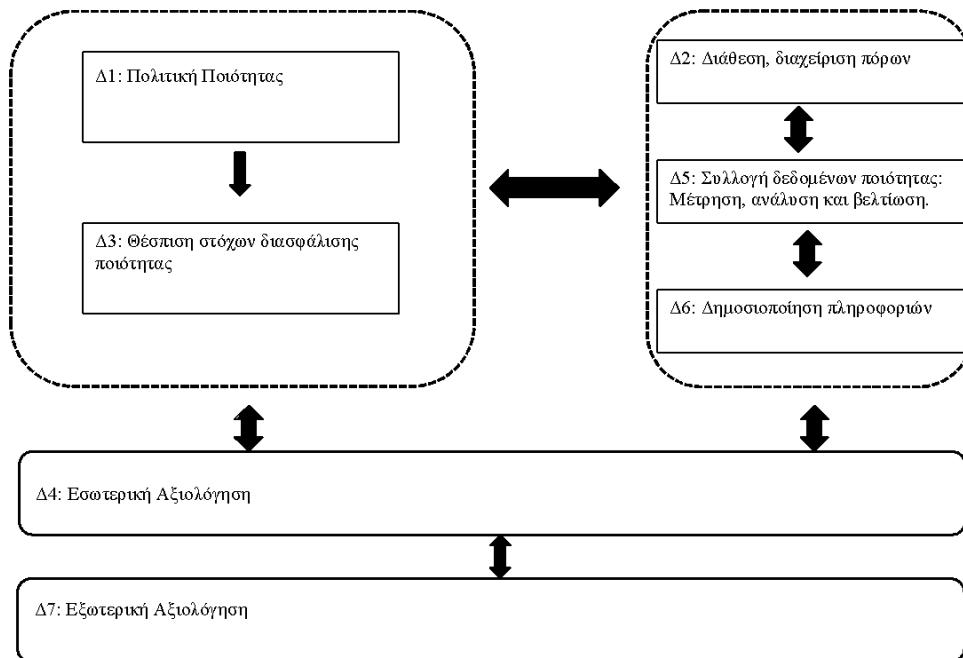 Δ1: Πολιτική Ποιότητας
Δ3: Θέσπιση στόχων διασφάλισης
ποιότητας
Δ2: Διάθεση, διαχείριση πόρων
Δ5: Συλλογή δεδομένων ποιότητας:
Μέτρηση, ανάλυση και βελτίωση.
Δ6: Δημοσιοποίηση πληροφοριών
Δ4: Εσωτερική Αξιολόγηση
Δ7: Εξωτερική Αξιολόγηση